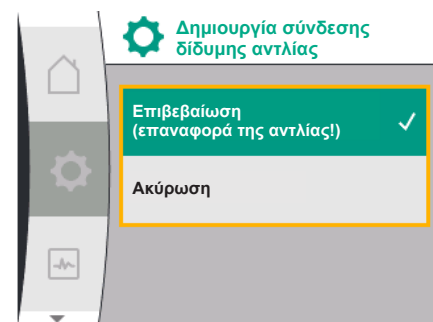 Δημιουργία σύνδεσης
δίδυμης αντλίας
Επιβεβαίωση
(επαναφορά της αντλίας!)
Ακύρωση